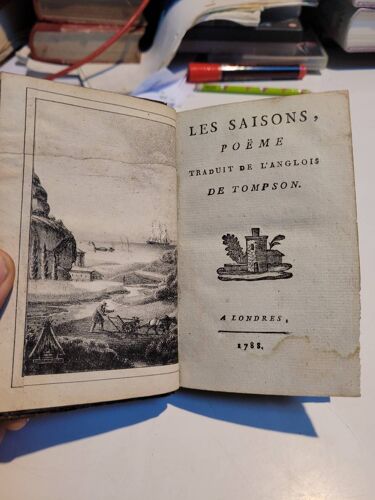 LES SAISONS,
POËME
TRADUIT DE L'ANGLOIS
DE TOMPSON.
A LONDRES,
1788.